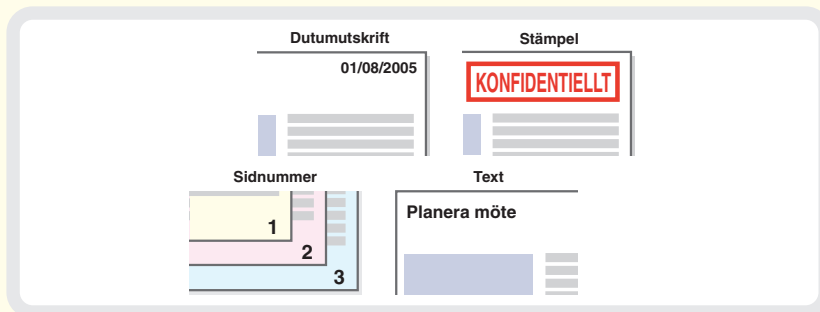 Dutumutskrift
01/08/2005
Stämpel
KONFIDENTIELLT
Sidnummer
1
2
3
Text
Planera möte